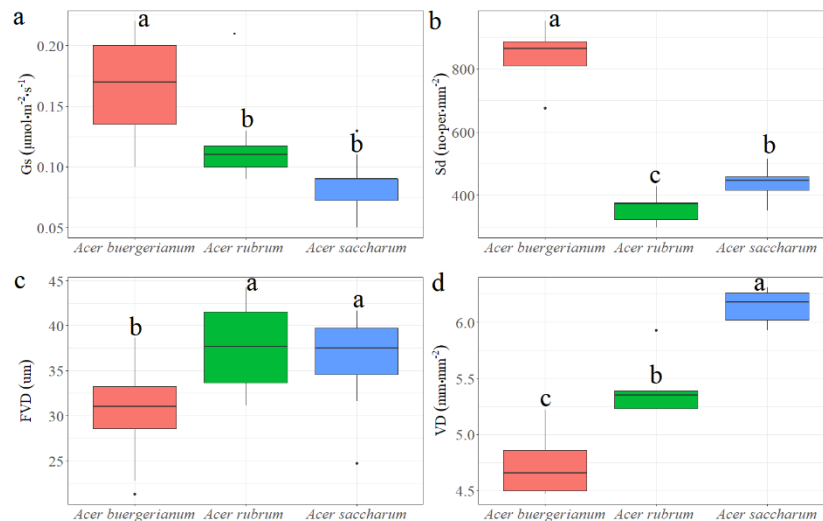 a
Gs (μmol·m⁻²·s⁻¹)
0.20
0.15
0.10
0.05
a
b
b
Acer buergerianum
Acer rubrum
Acer saccharum
b
Sd (no·per·mm⁻²)
800
600
400
a
c
b
Acer buergerianum
Acer rubrum
Acer saccharum
c
FVD (um)
45
40
35
30
25
b
a
a
Acer buergerianum
Acer rubrum
Acer saccharum
d
VD (mm·mm⁻²)
6.0
5.5
5.0
4.5
c
b
a
Acer buergerianum
Acer rubrum
Acer saccharum